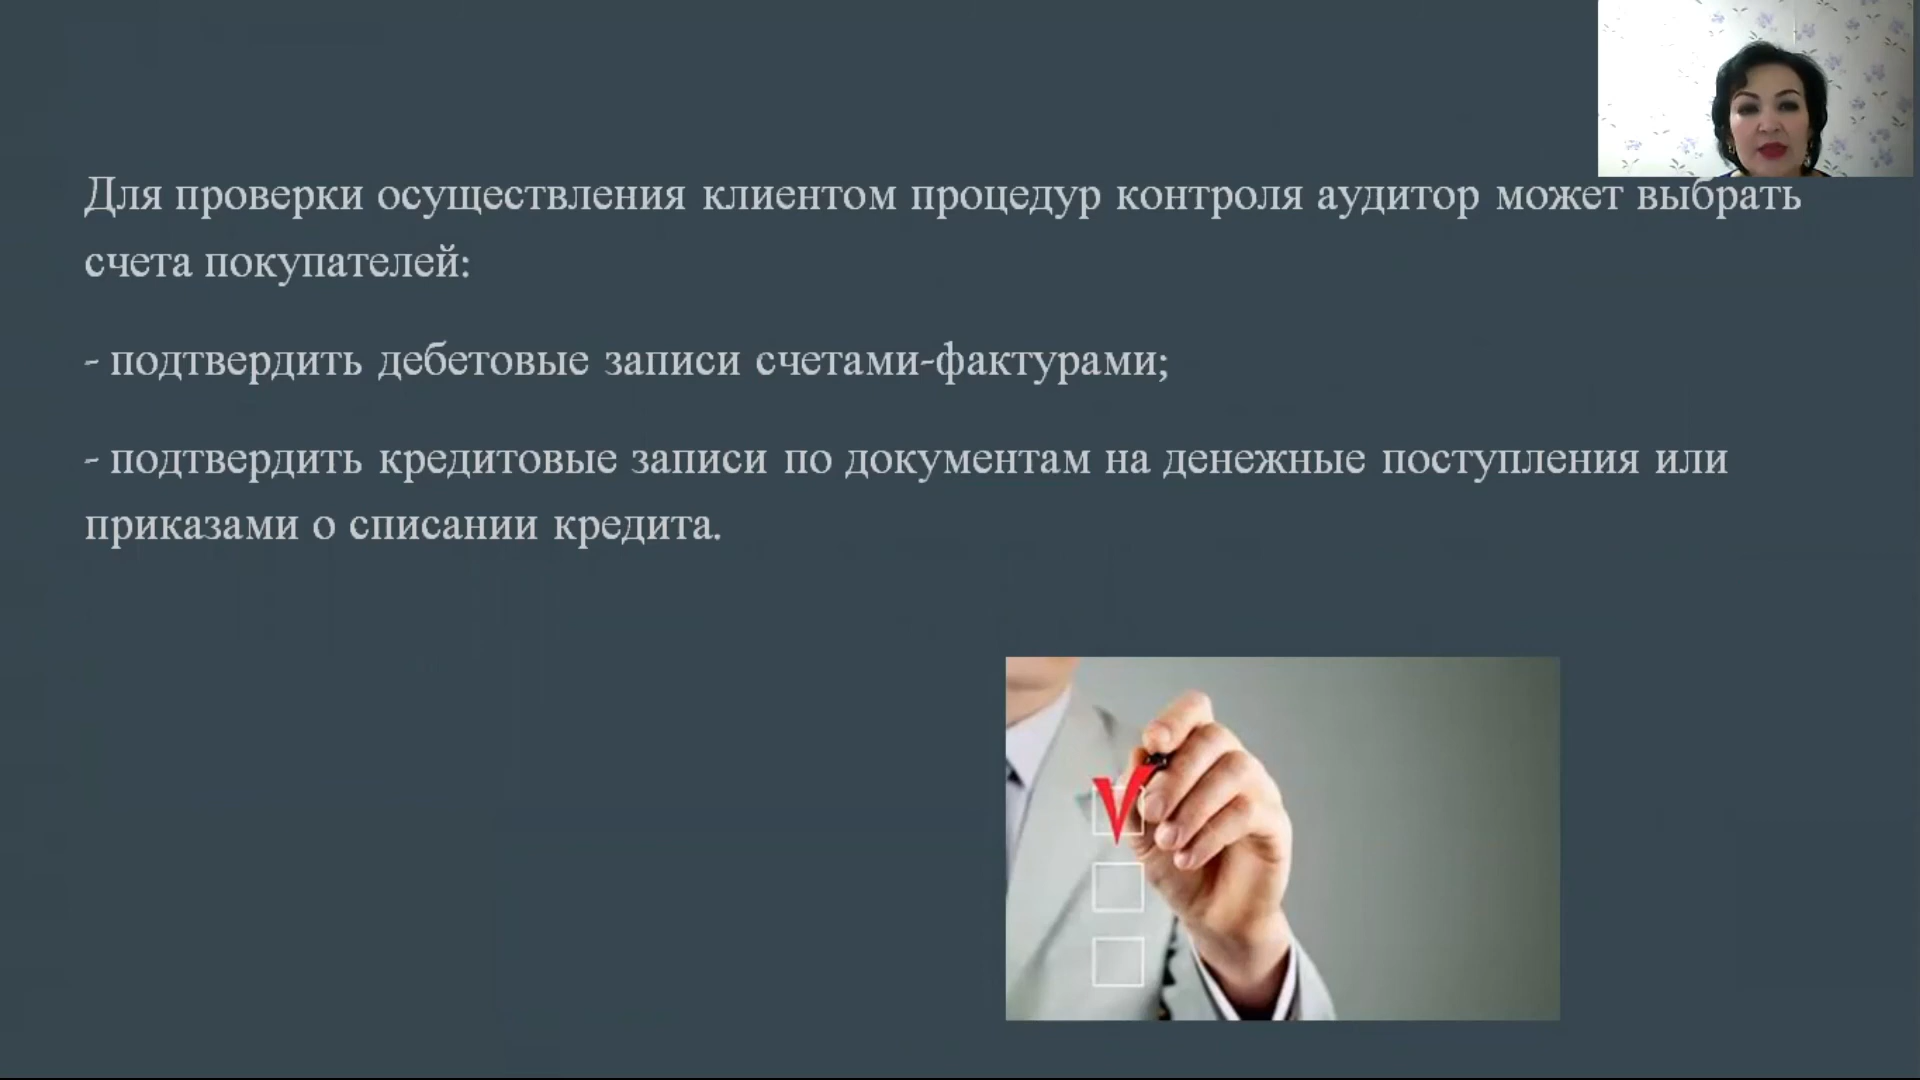 Для проверки осуществления клиентом процедур контроля аудитор может выбрать
счета покупателей:
- подтвердить дебетовые записи счетами-фактурами;
- подтвердить кредитовые записи по документам на денежные поступления или
приказами о списании кредита.